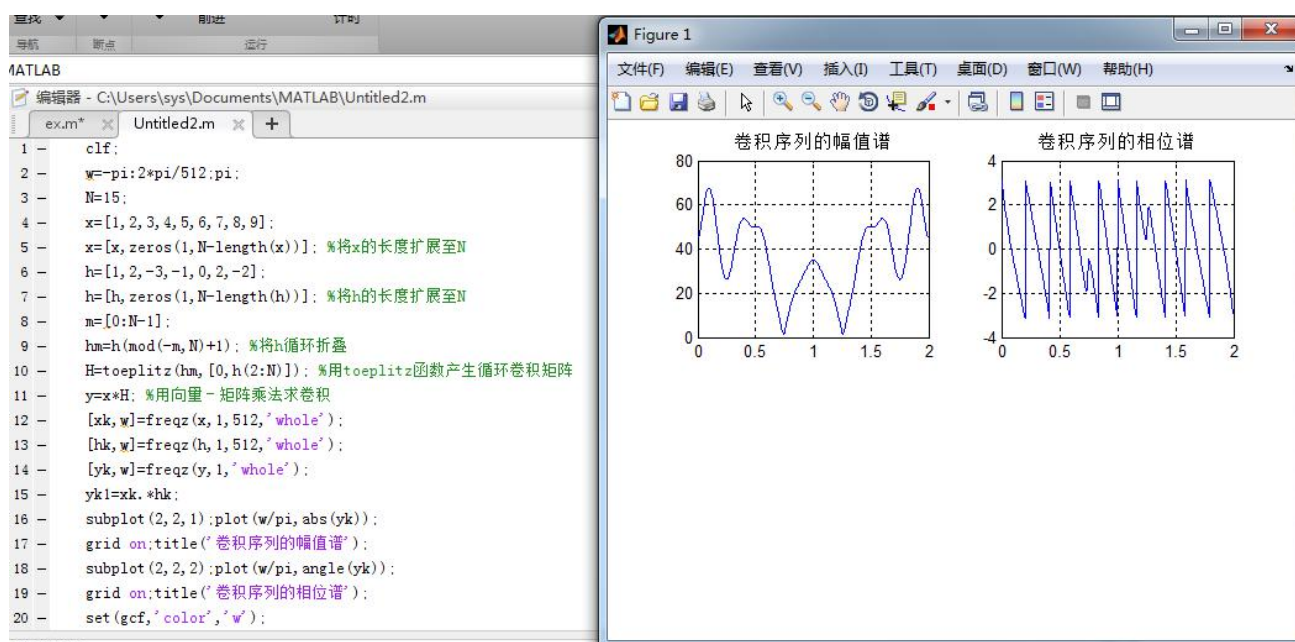 查找 前进 计时
导航 断点 运行
MATLAB
编辑器 - C:\Users\sys\Documents\MATLAB\Untitled2.m
ex.m* Untitled2.m +
1 - clf;
2 - w=-pi:2*pi/512:pi;
3 - N=15;
4 - x=[1,2,3,4,5,6,7,8,9];
5 - x=[x,zeros(1,N-length(x))]; %将x的长度扩展至N
6 - h=[1,2,-3,-1,0,2,-2];
7 - h=[h,zeros(1,N-length(h))]; %将h的长度扩展至N
8 - m=[0:N-1];
9 - hm=h(mod(-m,N)+1); %将h循环折叠
10 - H=toeplitz(hm,[0,h(2:N)]); %用toeplitz函数产生循环卷积矩阵
11 - y=x*H; %用向量－矩阵乘法求卷积
12 - [xk,w]=freqz(x,1,512,'whole');
13 - [hk,w]=freqz(h,1,512,'whole');
14 - [yk,w]=freqz(y,1,'whole');
15 - yk1=xk.*hk;
16 - subplot(2,2,1);plot(w/pi,abs(yk));
17 - grid on;title('卷积序列的幅值谱');
18 - subplot(2,2,2);plot(w/pi,angle(yk));
19 - grid on;title('卷积序列的相位谱');
20 - set(gcf,'color','w');
Figure 1
文件(F) 编辑(E) 查看(V) 插入(I) 工具(T) 桌面(D) 窗口(W) 帮助(H)
卷积序列的幅值谱
80
60
40
20
0
0 0.5 1 1.5 2
卷积序列的相位谱
4
2
0
-2
-4
0 0.5 1 1.5 2